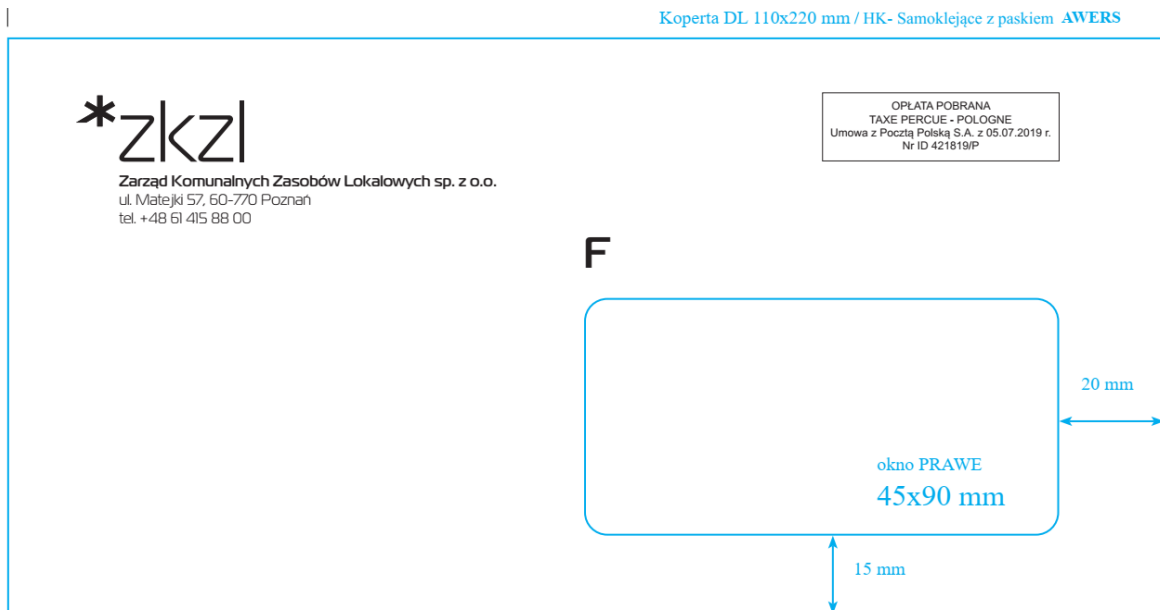 Koperta DL 110x220 mm / HK- Samoklejące z paskiem AWERS
*zkzl
Zarząd Komunalnych Zasobów Lokalowych sp. z o.o.
ul. Matejki 57, 60-770 Poznań
tel. +48 61 415 88 00
OPŁATA POBRANA
TAXE PERCUE - POLOGNE
Umowa z Pocztą Polską S.A. z 05.07.2019 r.
Nr ID 421819/P
F
20 mm
okno PRAWE
45x90 mm
15 mm